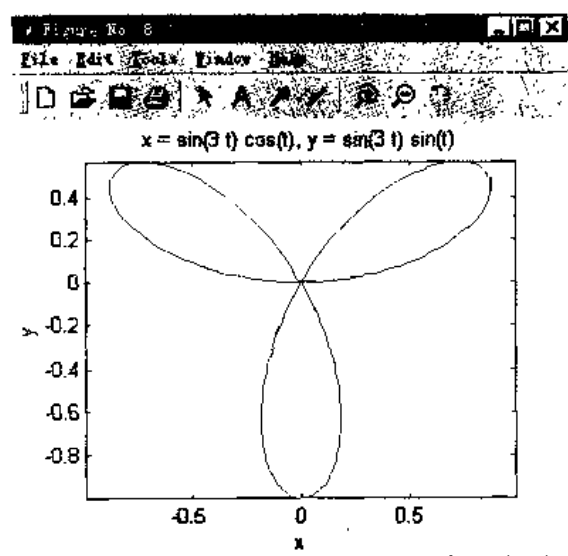 Figure No. 8
File Edit Tools Window Help
x = sin(3 t) cos(t), y = sin(3 t) sin(t)
0.4
0.2
0
-0.2
-0.4
-0.6
-0.8
y
-0.5 0 0.5
x